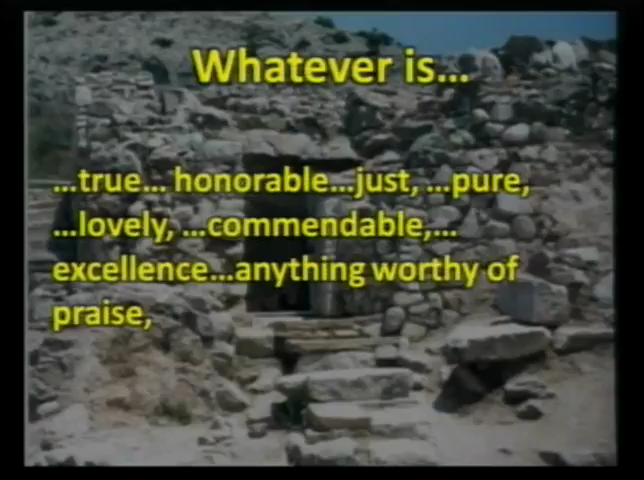 Whatever is...
...true... honorable...just, ...pure,
...lovely, ...commendable,...
excellence...anything worthy of
praise,